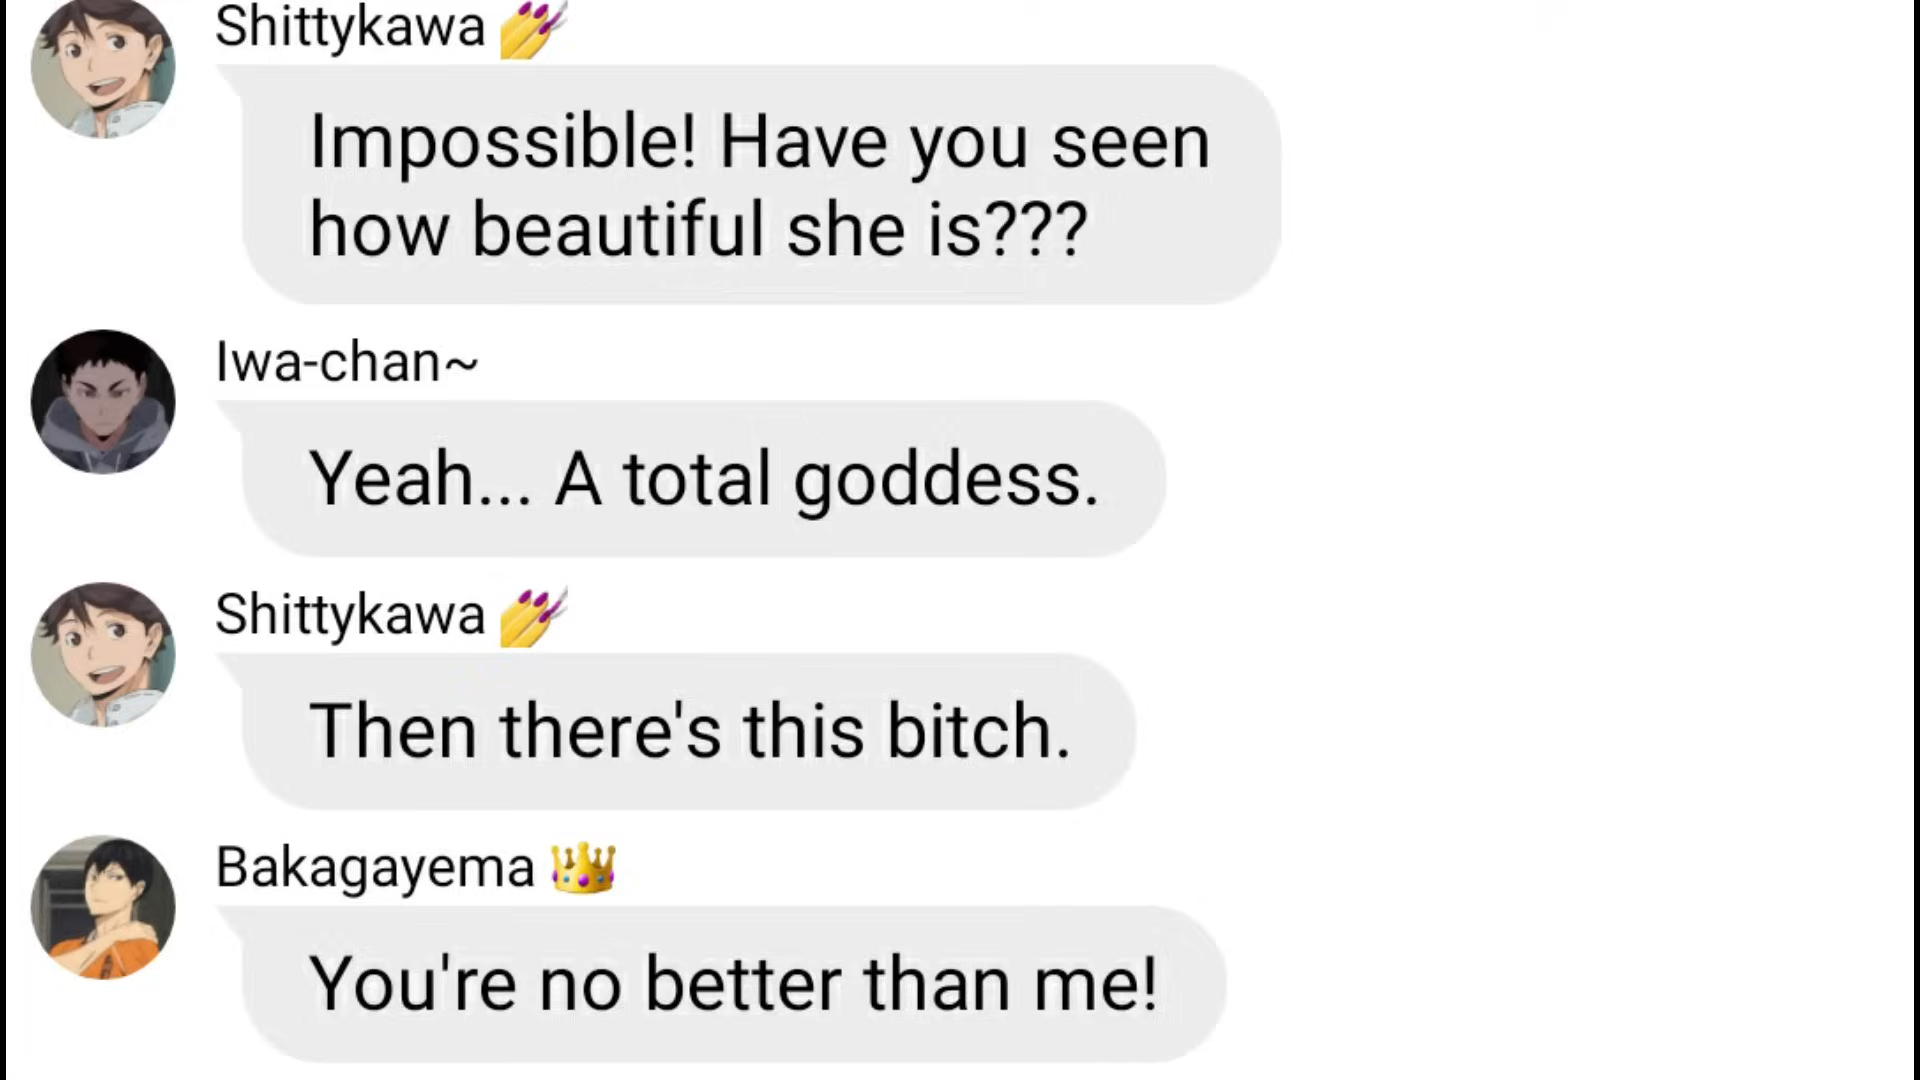 Shittykawa 💅
Impossible! Have you seen
how beautiful she is???
Iwa-chan~
Yeah... A total goddess.
Shittykawa 💅
Then there's this bitch.
Bakagayema 👑
You're no better than me!